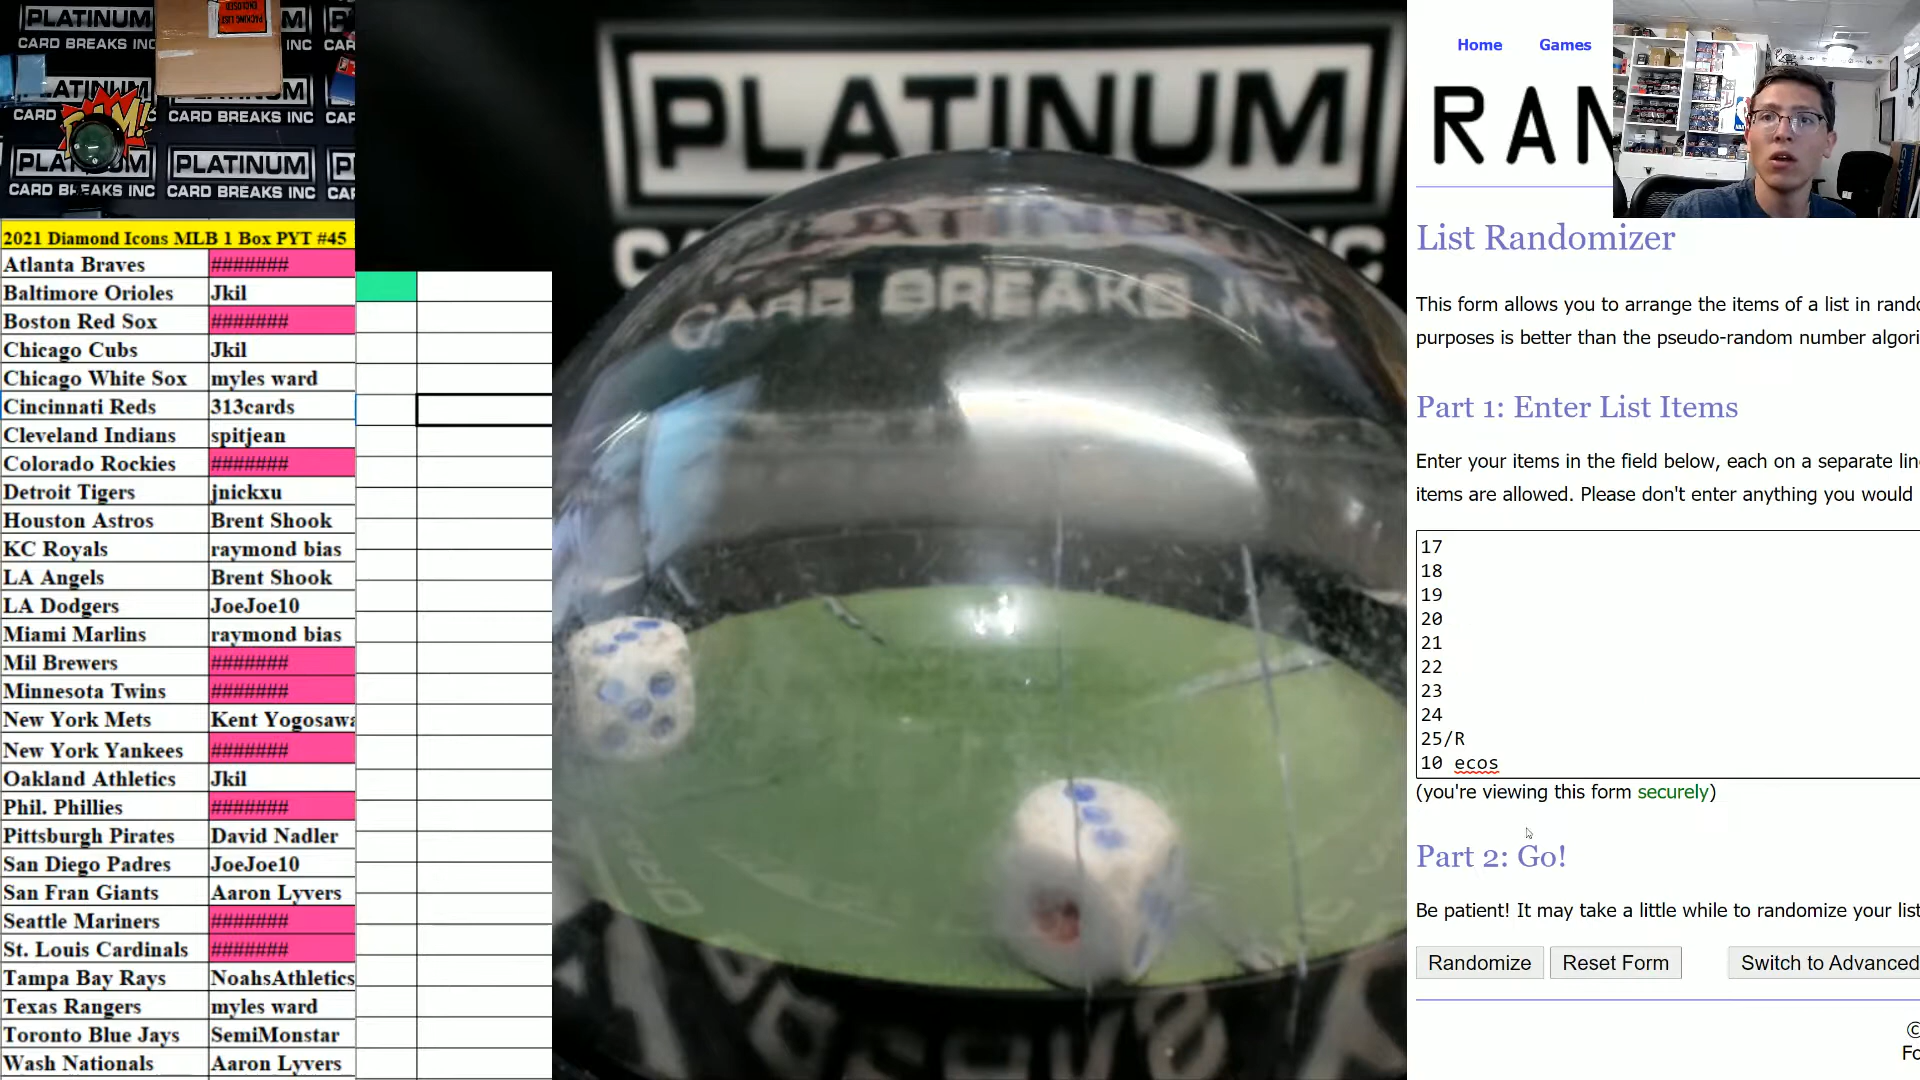 PLATINUM
CARD BREAKS INC
PACKING LIST
ENCLOSED
PLATINUM
CARD BREAKS INC
PLATINUM
CARD BREAKS INC
2021 Diamond Icons MLB 1 Box PYT #45
Atlanta Braves #######
Baltimore Orioles Jkil
Boston Red Sox #######
Chicago Cubs Jkil
Chicago White Sox myles ward
Cincinnati Reds 313cards
Cleveland Indians spitjean
Colorado Rockies #######
Detroit Tigers jnickxu
Houston Astros Brent Shook
KC Royals raymond bias
LA Angels Brent Shook
LA Dodgers JoeJoe10
Miami Marlins raymond bias
Mil Brewers #######
Minnesota Twins #######
New York Mets Kent Yogosawa
New York Yankees #######
Oakland Athletics Jkil
Phil. Phillies #######
Pittsburgh Pirates David Nadler
San Diego Padres JoeJoe10
San Fran Giants Aaron Lyvers
Seattle Mariners #######
St. Louis Cardinals #######
Tampa Bay Rays NoahsAthletics
Texas Rangers myles ward
Toronto Blue Jays SemiMonstar
Wash Nationals Aaron Lyvers
PLATINUM
CARD BREAKS INC
Home Games
RAN
List Randomizer
This form allows you to arrange the items of a list in rando
purposes is better than the pseudo-random number algori
Part 1: Enter List Items
Enter your items in the field below, each on a separate lin
items are allowed. Please don't enter anything you would
17
18
19
20
21
22
23
24
25/R
10 ecos
(you're viewing this form securely)
Part 2: Go!
Be patient! It may take a little while to randomize your list
Randomize Reset Form Switch to Advanced
©
Fo